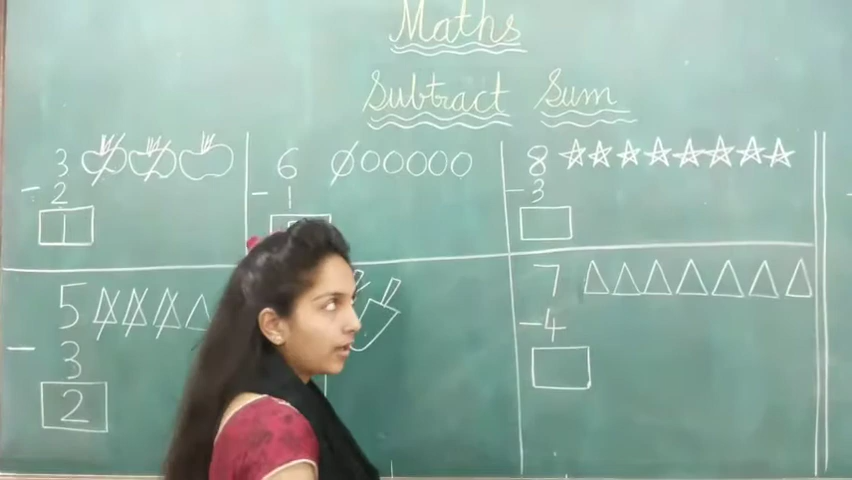 Maths
Subtract Sum
3 6 8
- 2 - 1 - 3
1
5 7
- 3 - 4
2